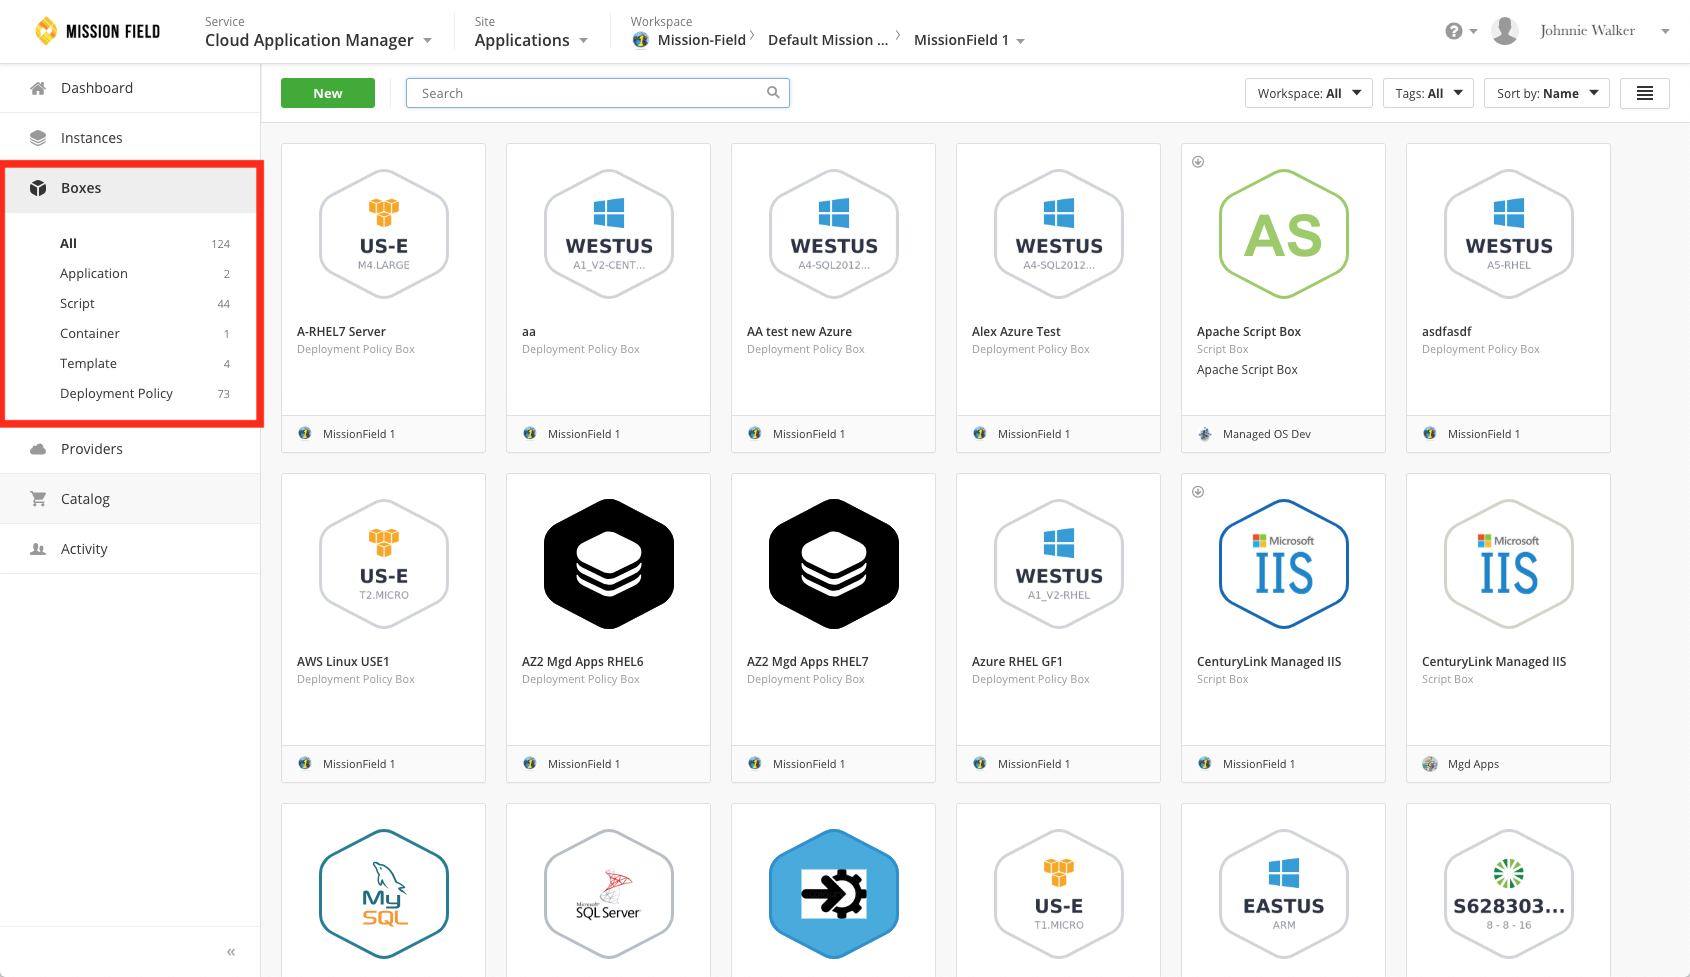 MISSION FIELD
Service
Cloud Application Manager
Site
Applications
Workspace
Mission-Field
Default Mission ...
MissionField 1
?
Johnnie Walker
Dashboard
Instances
Boxes
All 124
Application 2
Script 44
Container 1
Template 4
Deployment Policy 73
Providers
Catalog
Activity
«
New
Search
Workspace: All
Tags: All
Sort by: Name
US-E
M4.LARGE
A-RHEL7 Server
Deployment Policy Box
MissionField 1
WESTUS
A1_V2-CENT...
aa
Deployment Policy Box
MissionField 1
WESTUS
A4-SQL2012...
AA test new Azure
Deployment Policy Box
MissionField 1
WESTUS
A4-SQL2012...
Alex Azure Test
Deployment Policy Box
MissionField 1
AS
Apache Script Box
Script Box
Apache Script Box
Managed OS Dev
WESTUS
A5-RHEL
asdfasdf
Deployment Policy Box
MissionField 1
US-E
T2.MICRO
AWS Linux USE1
Deployment Policy Box
MissionField 1
AZ2 Mgd Apps RHEL6
Deployment Policy Box
MissionField 1
AZ2 Mgd Apps RHEL7
Deployment Policy Box
MissionField 1
WESTUS
A1_V2-RHEL
Azure RHEL GF1
Deployment Policy Box
MissionField 1
Microsoft
IIS
CenturyLink Managed IIS
Script Box
MissionField 1
Microsoft
IIS
CenturyLink Managed IIS
Script Box
Mgd Apps
My
SQL
Microsoft
SQL Server
US-E
T1.MICRO
EASTUS
ARM
S628303...
8 - 8 - 16